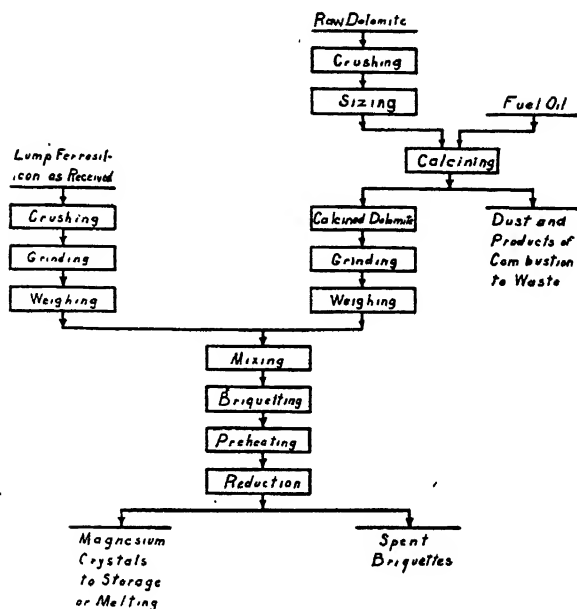 Raw Dolomite
Crushing
Sizing
Fuel Oil
Calcining
Lump Ferrosil-
icon as Received
Crushing
Grinding
Weighing
Calcined Dolomite
Grinding
Weighing
Dust and
Products of
Combustion
to Waste
Mixing
Briquetting
Preheating
Reduction
Magnesium
Crystals
to Storage
or Melting
Spent
Briquettes